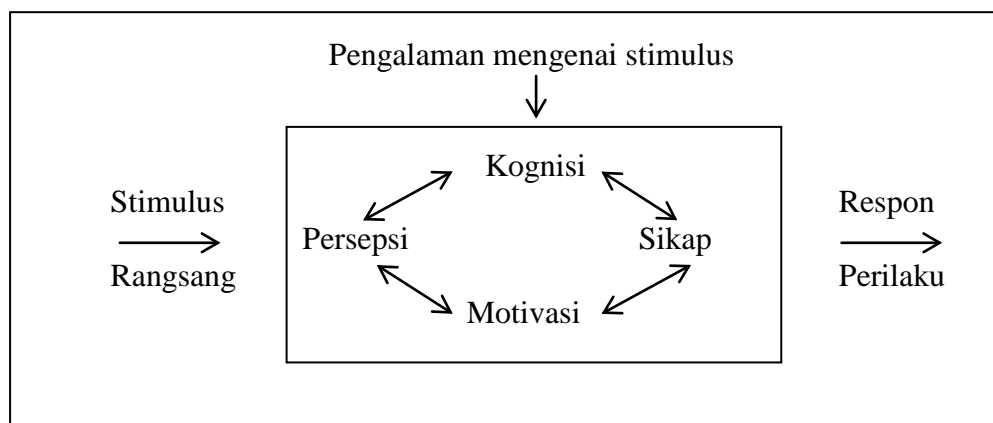 Pengalaman mengenai stimulus
Kognisi
Stimulus
Respon
Persepsi
Sikap
Rangsang
Perilaku
Motivasi